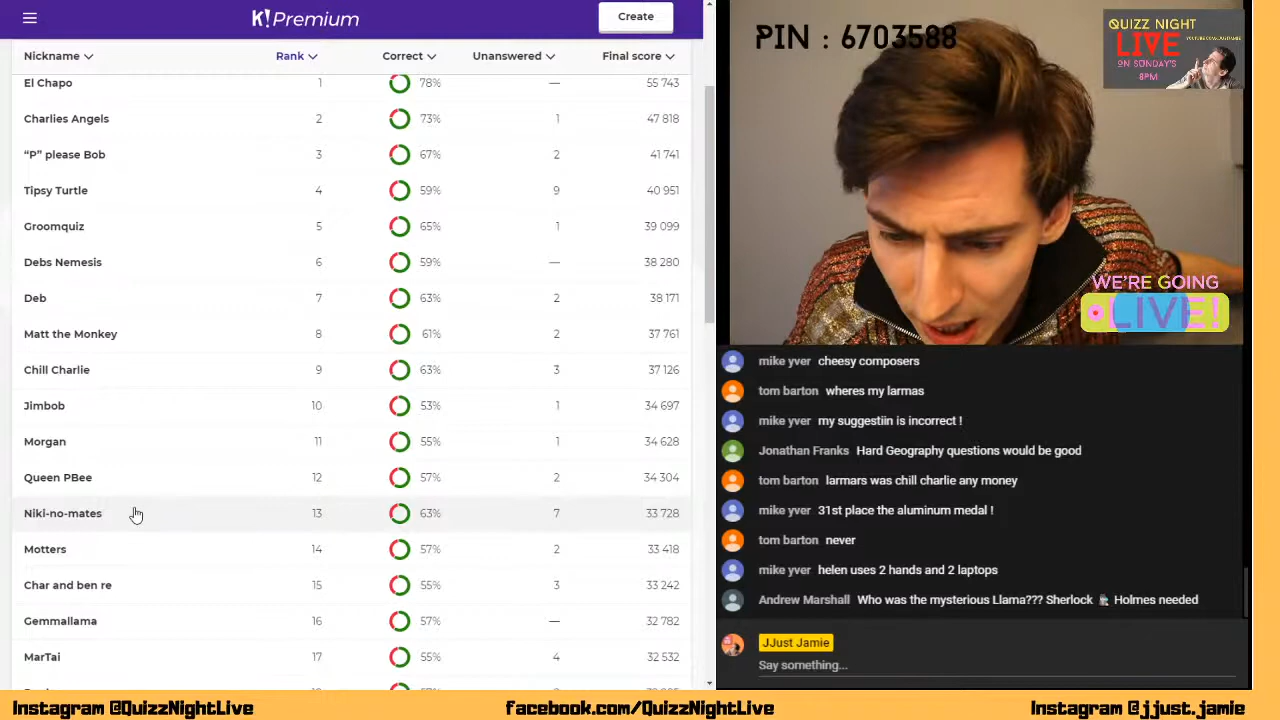 K! Premium
Create
Nickname Rank Correct Unanswered Final score
El Chapo 1 78% — 55 743
Charlies Angels 2 73% 1 47 818
“P” please Bob 3 67% 2 41 741
Tipsy Turtle 4 59% 9 40 951
Groomquiz 5 65% 1 39 099
Debs Nemesis 6 59% — 38 280
Deb 7 63% 2 38 171
Matt the Monkey 8 61% 2 37 761
Chill Charlie 9 63% 3 37 126
Jimbob 10 53% 1 34 697
Morgan 11 55% 1 34 628
Queen PBee 12 57% 2 34 304
Niki-no-mates 13 63% 7 33 728
Motters 14 57% 2 33 418
Char and ben re 15 55% 3 33 242
Gemmallama 16 57% — 32 782
MarTai 17 55% 4 32 532
PIN : 6703588
QUIZZ NIGHT
LIVE
ON SUNDAY'S
8PM
WE'RE GOING
LIVE!
mike yver cheesy composers
tom barton wheres my larmas
mike yver my suggestiin is incorrect !
Jonathan Franks Hard Geography questions would be good
tom barton larmars was chill charlie any money
mike yver 31st place the aluminum medal !
tom barton never
mike yver helen uses 2 hands and 2 laptops
Andrew Marshall Who was the mysterious Llama??? Sherlock Holmes needed
JJust Jamie
Say something...
Instagram @QuizzNightLive
facebook.com/QuizzNightLive
Instagram @jjust.jamie